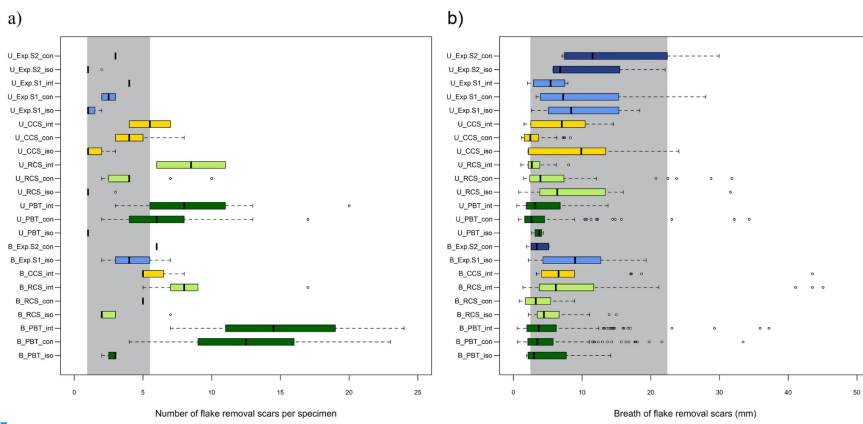 a)
U_Exp.S2_con
U_Exp.S2_iso
U_Exp.S1_int
U_Exp.S1_con
U_Exp.S1_iso
U_CCS_int
U_CCS_con
U_CCS_iso
U_RCS_int
U_RCS_con
U_RCS_iso
U_PBT_int
U_PBT_con
U_PBT_iso
B_Exp.S2_con
B_Exp.S1_iso
B_CCS_int
B_RCS_int
B_RCS_con
B_RCS_iso
B_PBT_int
B_PBT_con
B_PBT_iso
0 5 10 15 20 25
Number of flake removal scars per specimen
b)
U_Exp.S2_con
U_Exp.S2_iso
U_Exp.S1_int
U_Exp.S1_con
U_Exp.S1_iso
U_CCS_int
U_CCS_con
U_CCS_iso
U_RCS_int
U_RCS_con
U_RCS_iso
U_PBT_int
U_PBT_con
U_PBT_iso
B_Exp.S2_con
B_Exp.S1_iso
B_CCS_int
B_RCS_int
B_RCS_con
B_RCS_iso
B_PBT_int
B_PBT_con
B_PBT_iso
0 10 20 30 40 50
Breath of flake removal scars (mm)